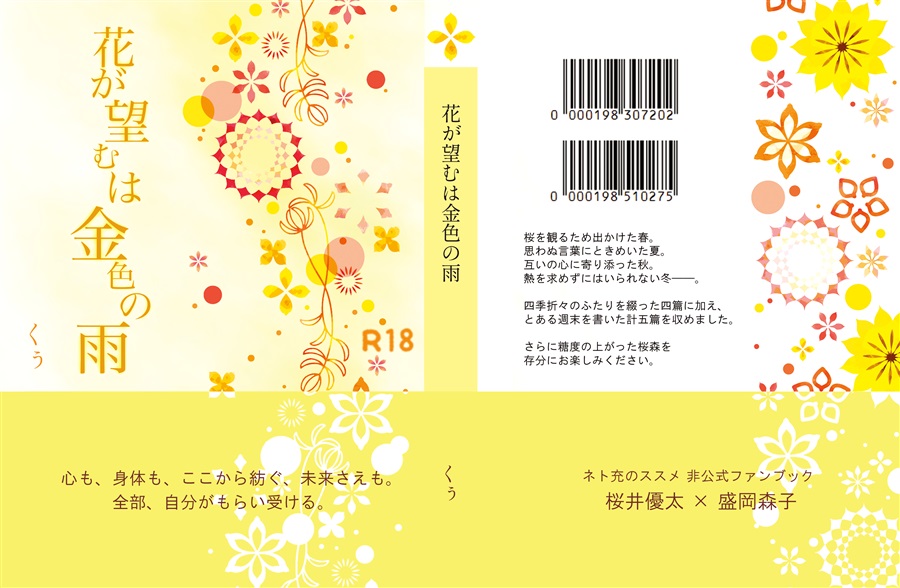 花が望むは金色の雨
くぅ
R18
心も、身体も、ここから紡ぐ、未来さえも。
全部、自分がもらい受ける。
花が望むは金色の雨
くぅ
0 000198 307202
0 000198 510275
桜を観るため出かけた春。
思わぬ言葉にときめいた夏。
互いの心に寄り添った秋。
熱を求めずにはいられない冬――。
四季折々のふたりを綴った四篇に加え、
とある週末を書いた計五篇を収めました。
さらに糖度の上がった桜森を
存分にお楽しみください。
ネト充のススメ 非公式ファンブック
桜井優太 × 盛岡森子